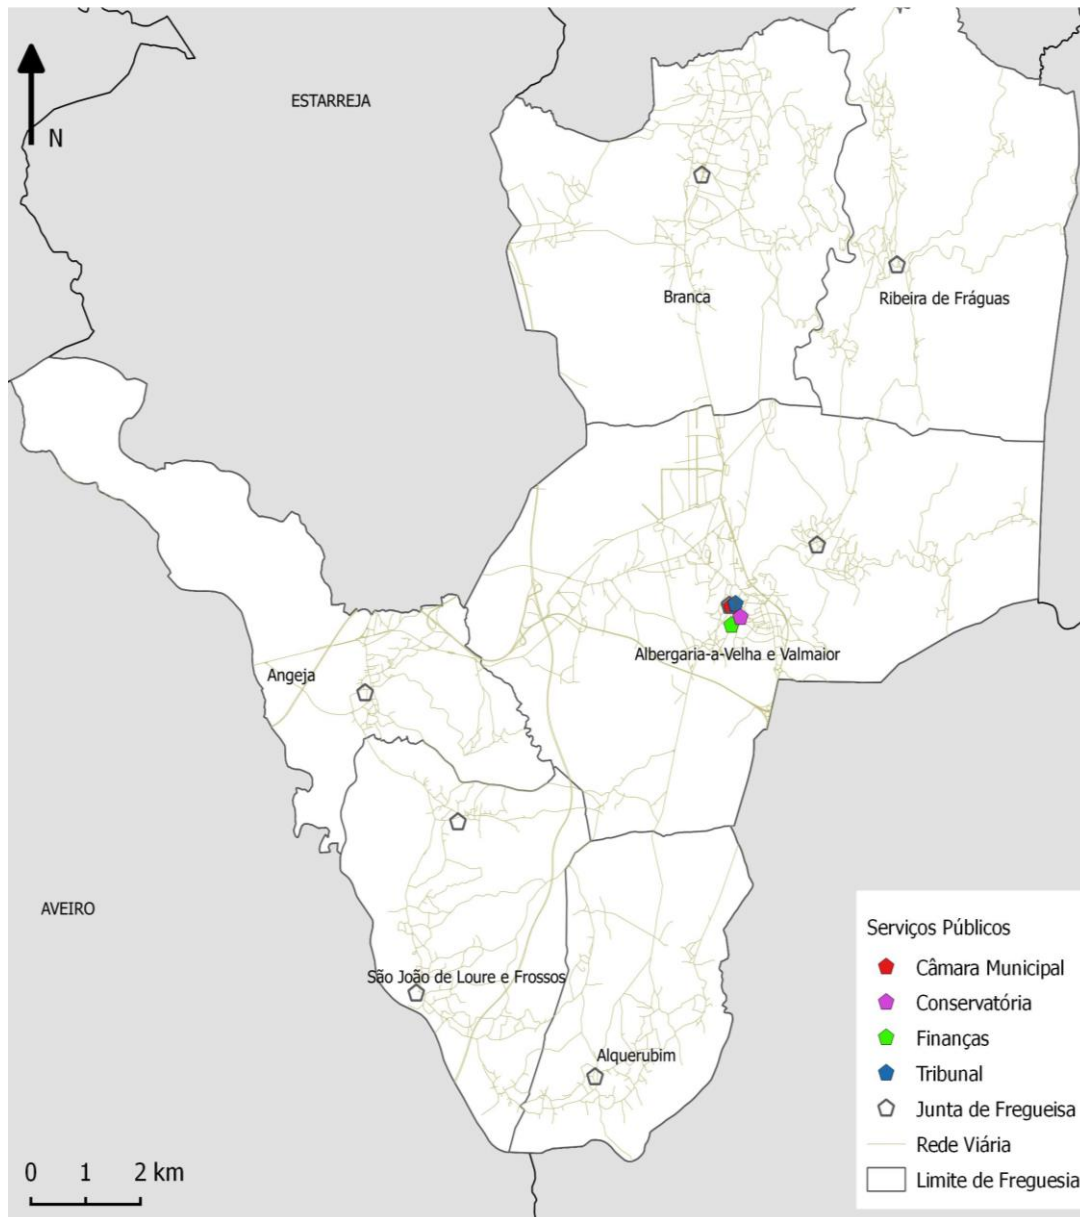 ESTARREJA
N
Branca
Ribeira de Fráguas
Albergaria-a-Velha e Valmaior
Angeja
AVEIRO
São João de Loure e Frossos
Alquerubim
Serviços Públicos
Câmara Municipal
Conservatória
Finanças
Tribunal
Junta de Fregueisa
Rede Viária
Limite de Freguesia
0 1 2 km